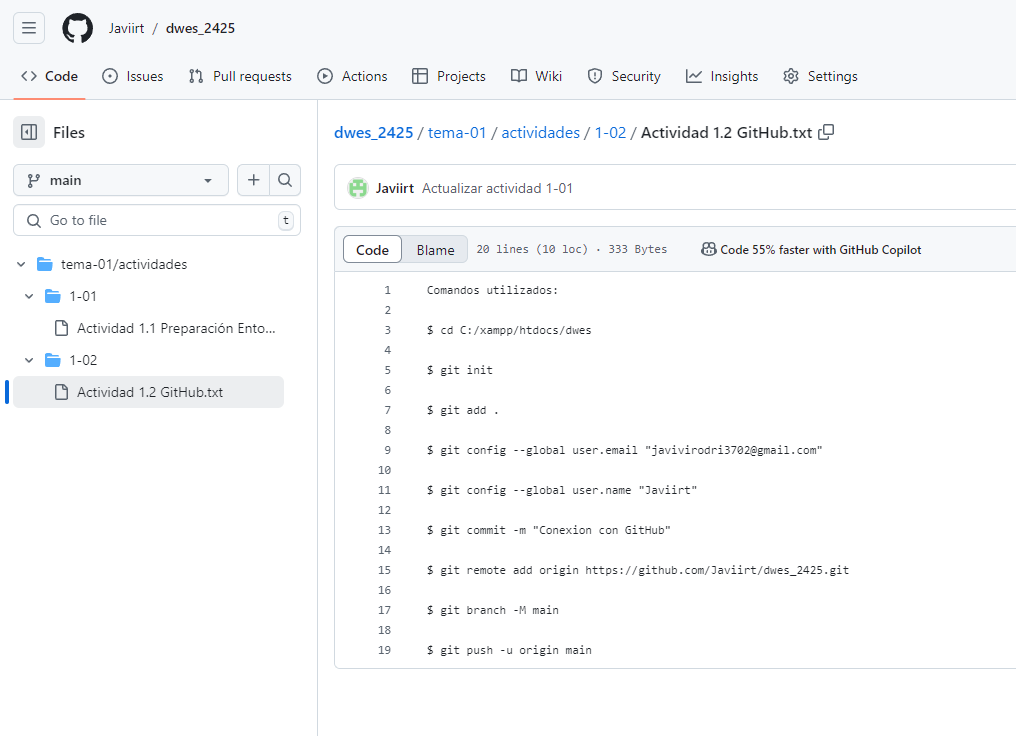 Javiirt / dwes_2425
Code Issues Pull requests Actions Projects Wiki Security Insights Settings
Files
main
Go to file t
tema-01/actividades
1-01
Actividad 1.1 Preparación Ento...
1-02
Actividad 1.2 GitHub.txt
dwes_2425 / tema-01 / actividades / 1-02 / Actividad 1.2 GitHub.txt
Javiirt Actualizar actividad 1-01
Code Blame 20 lines (10 loc) · 333 Bytes Code 55% faster with GitHub Copilot
1 Comandos utilizados:
2
3 $ cd C:/xampp/htdocs/dwes
4
5 $ git init
6
7 $ git add .
8
9 $ git config --global user.email "javivirodri3702@gmail.com"
10
11 $ git config --global user.name "Javiirt"
12
13 $ git commit -m "Conexion con GitHub"
14
15 $ git remote add origin https://github.com/Javiirt/dwes_2425.git
16
17 $ git branch -M main
18
19 $ git push -u origin main